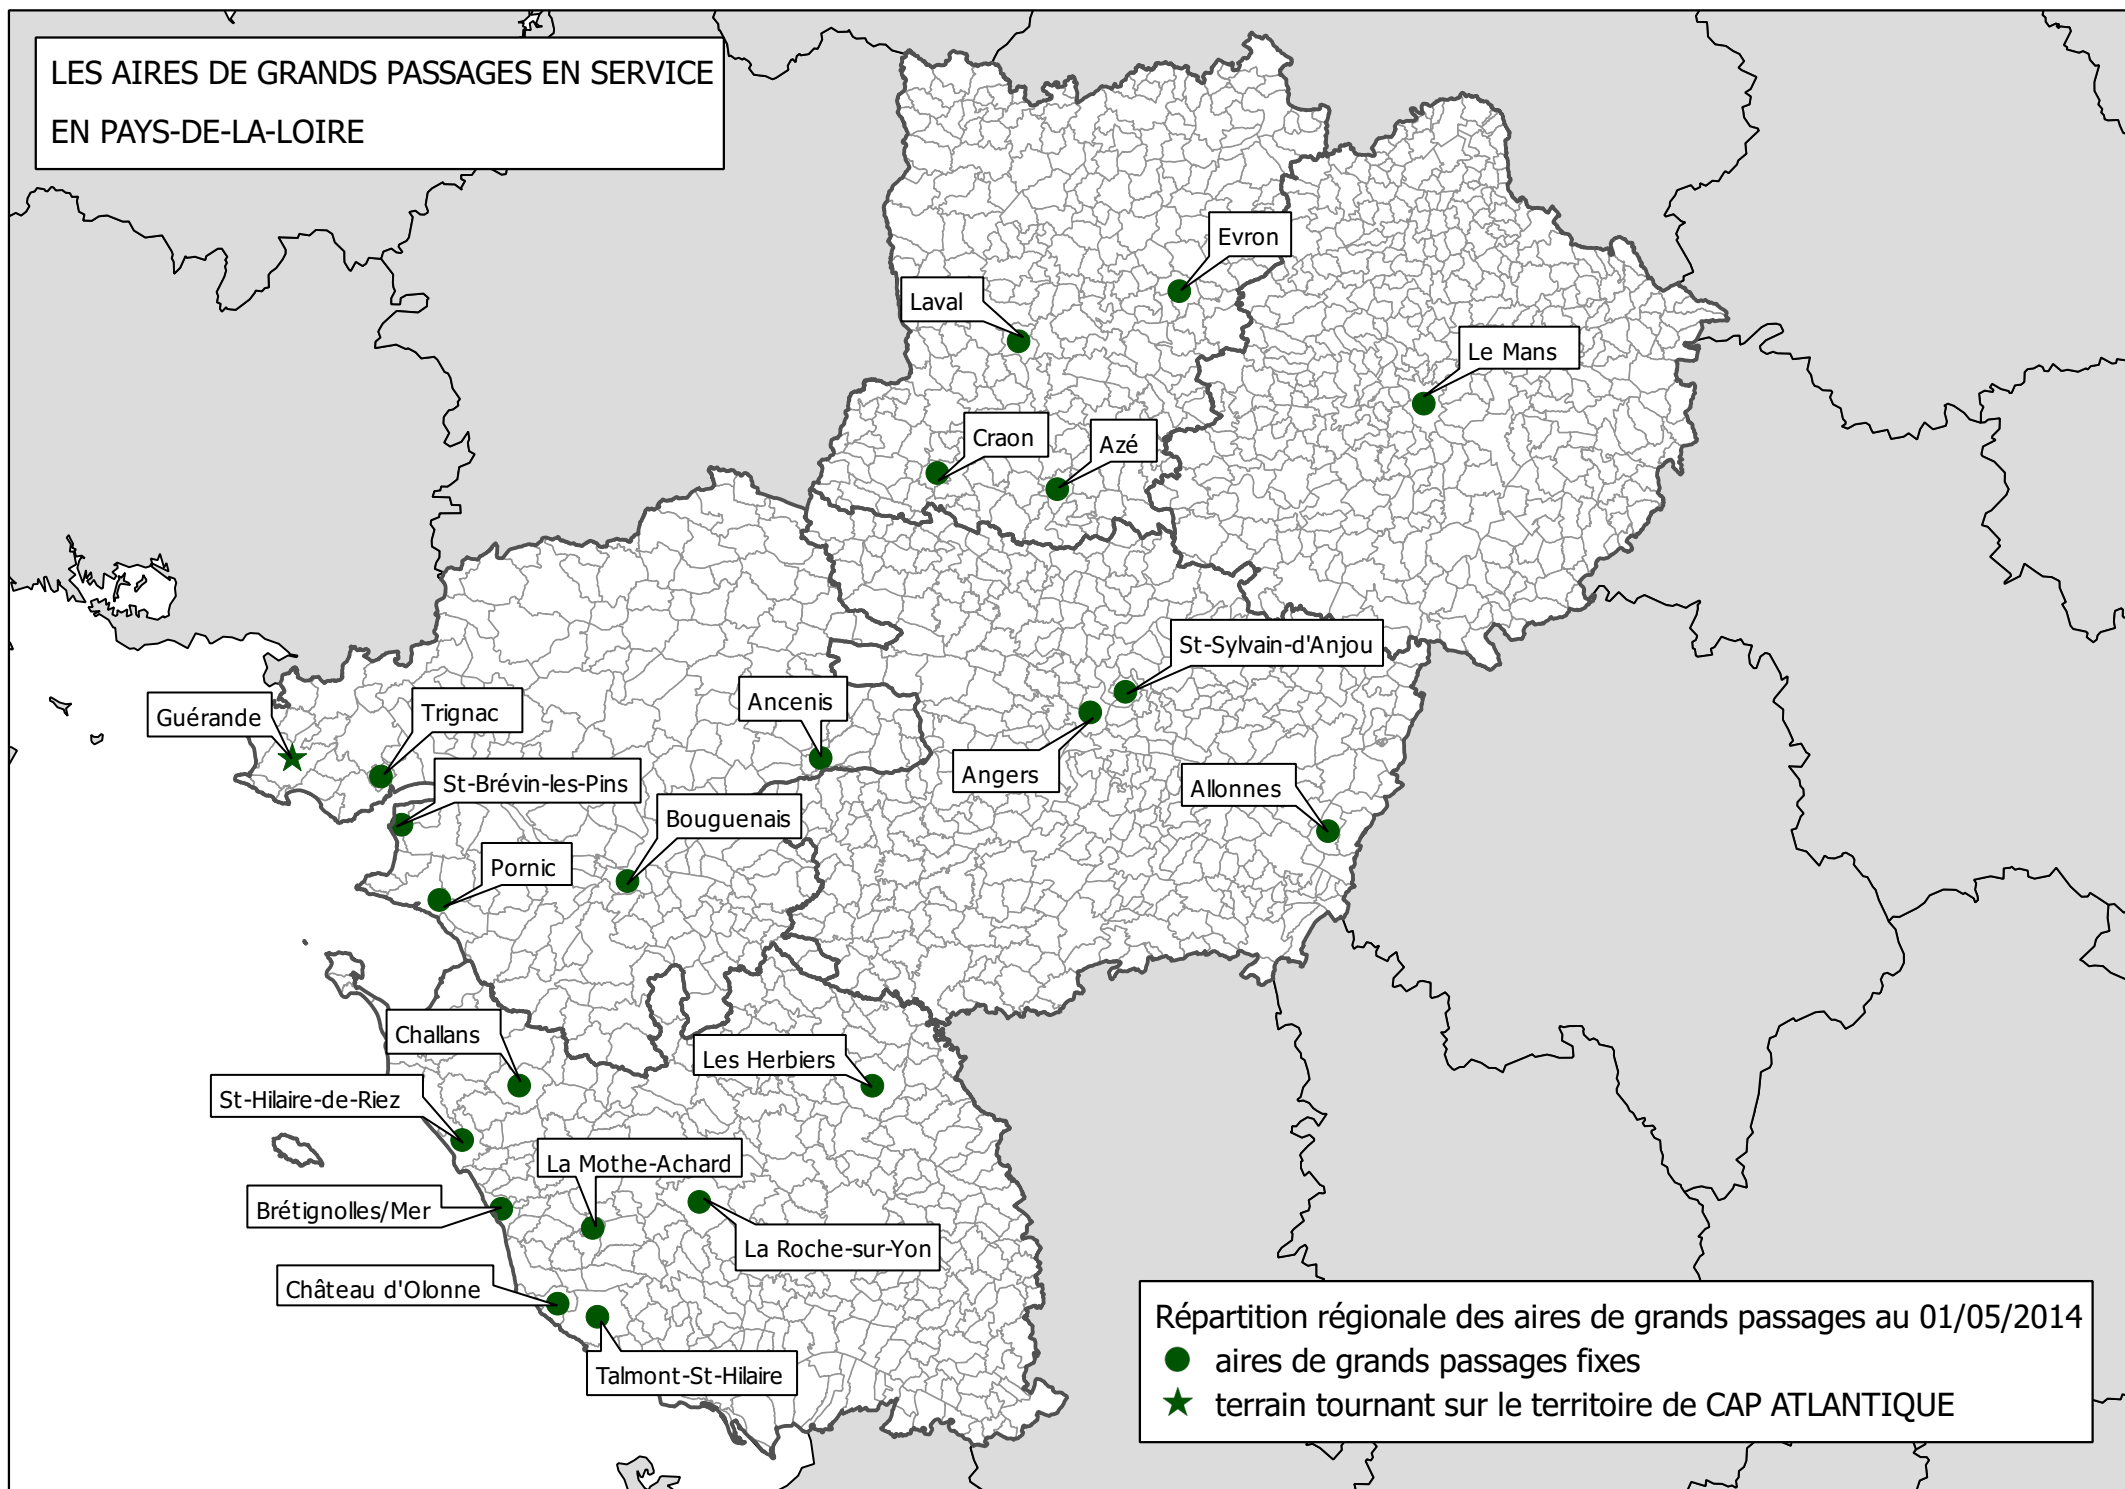 LES AIRES DE GRANDS PASSAGES EN SERVICE
EN PAYS-DE-LA-LOIRE
Evron
Laval
Le Mans
Craon
Azé
St-Sylvain-d'Anjou
Ancenis
Guérande
Trignac
Angers
St-Brévin-les-Pins
Allonnes
Bouguenais
Pornic
Challans
Les Herbiers
St-Hilaire-de-Riez
La Mothe-Achard
Brétignolles/Mer
La Roche-sur-Yon
Château d'Olonne
Talmont-St-Hilaire
Répartition régionale des aires de grands passages au 01/05/2014
aires de grands passages fixes
terrain tournant sur le territoire de CAP ATLANTIQUE